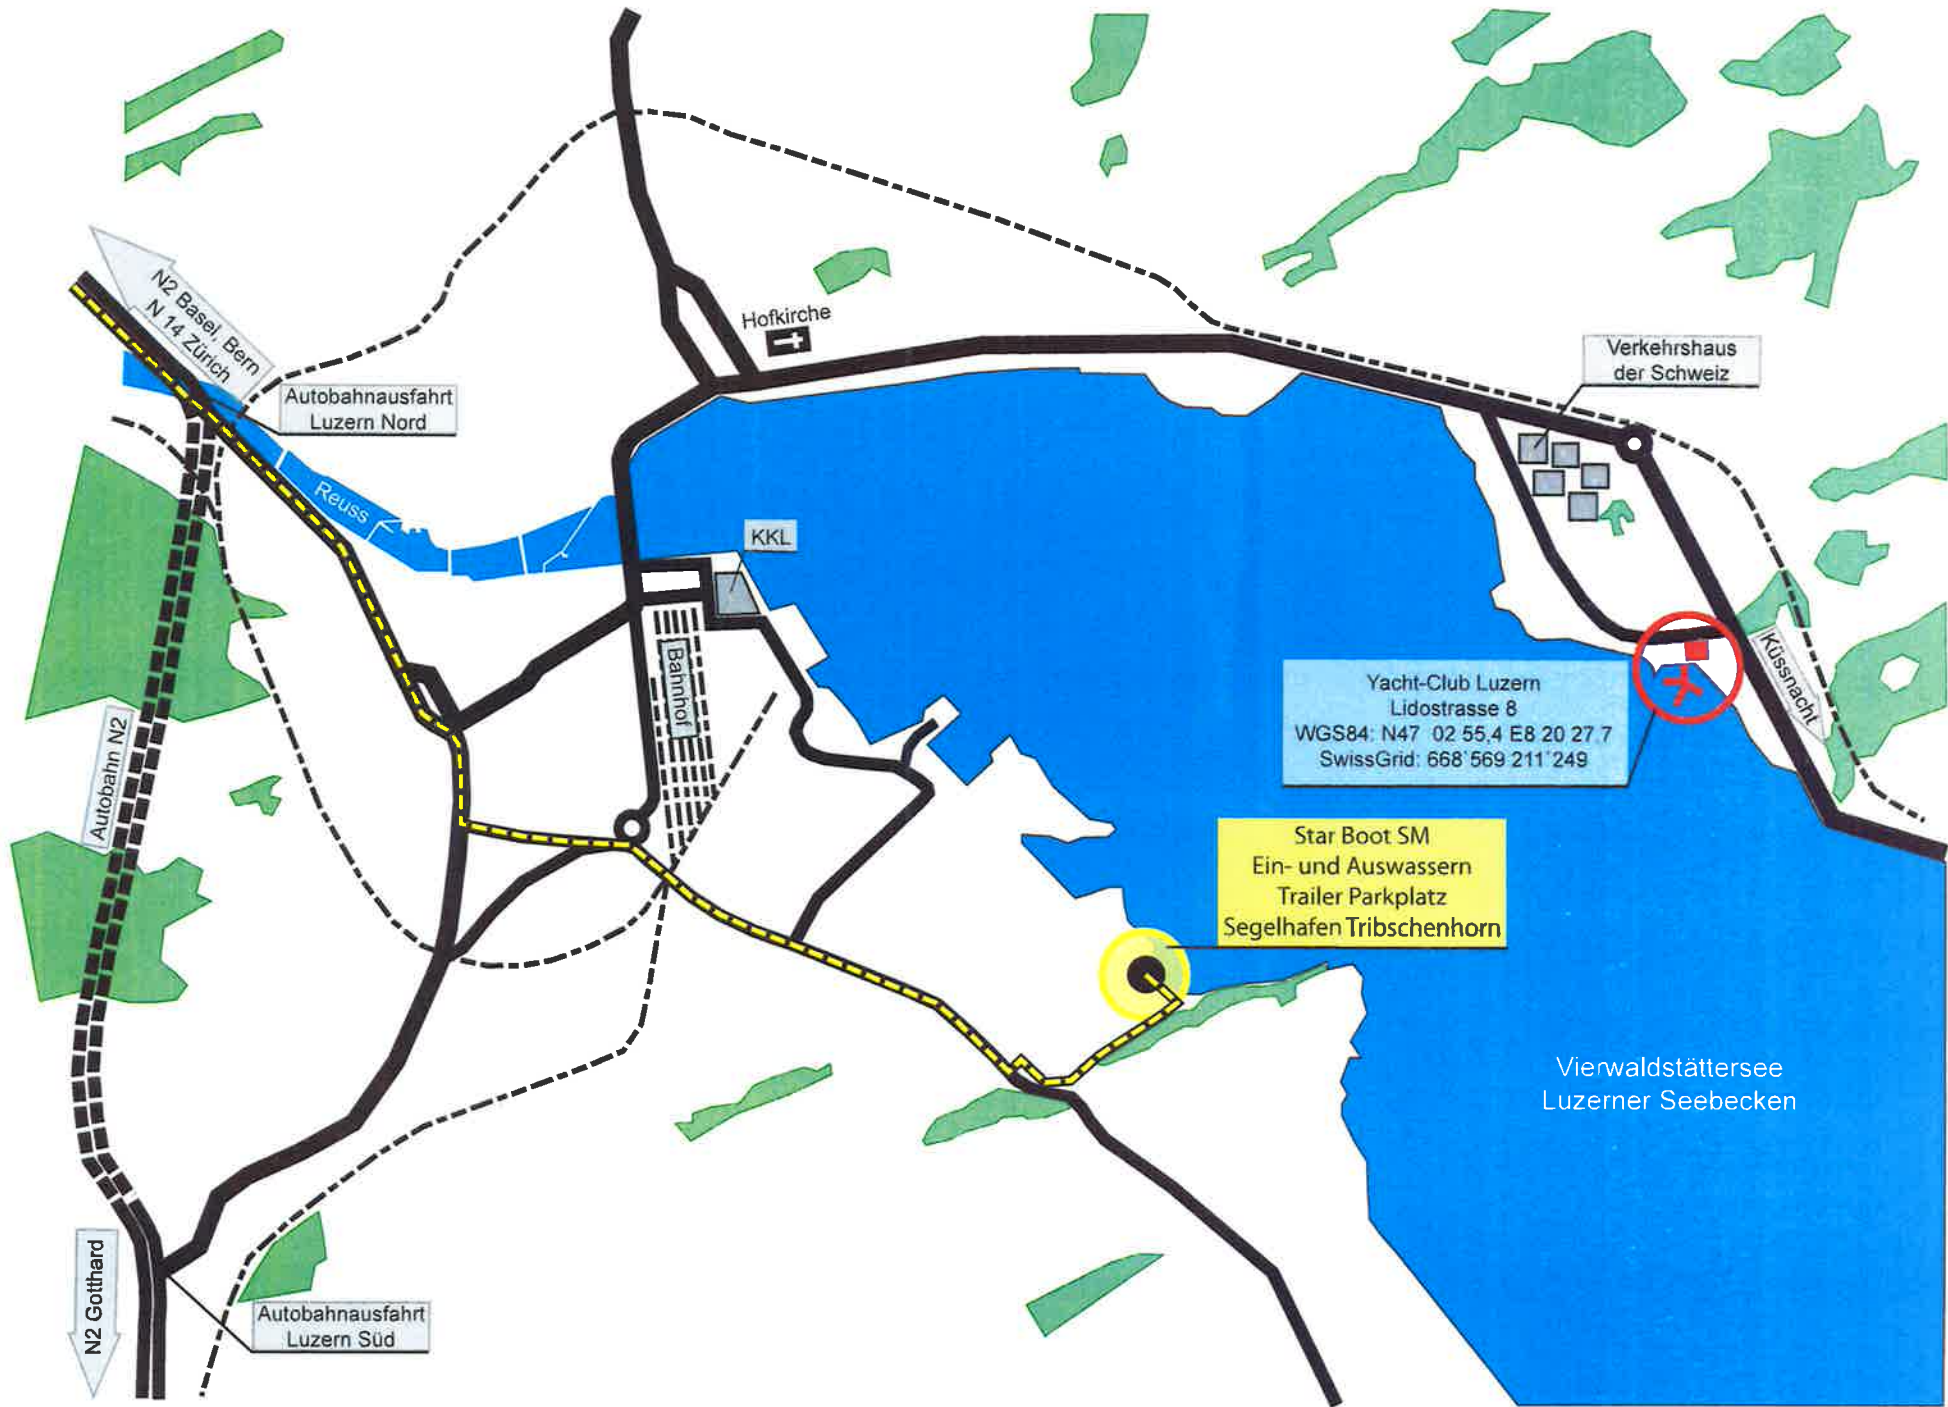 N2 Basel, Bern
N 14 Zürich
Autobahnausfahrt
Luzern Nord
Hofkirche
Verkehrshaus
der Schweiz
Reuss
KKL
Bahnhof
Autobahn N2
Küssnacht
Yacht-Club Luzern
Lidostrasse 8
WGS84: N47 02 55,4 E8 20 27.7
SwissGrid: 668'569 211'249
Star Boot SM
Ein- und Auswassern
Trailer Parkplatz
Segelhafen Tribschenhorn
Vierwaldstättersee
Luzerner Seebecken
N2 Gotthard
Autobahnausfahrt
Luzern Süd